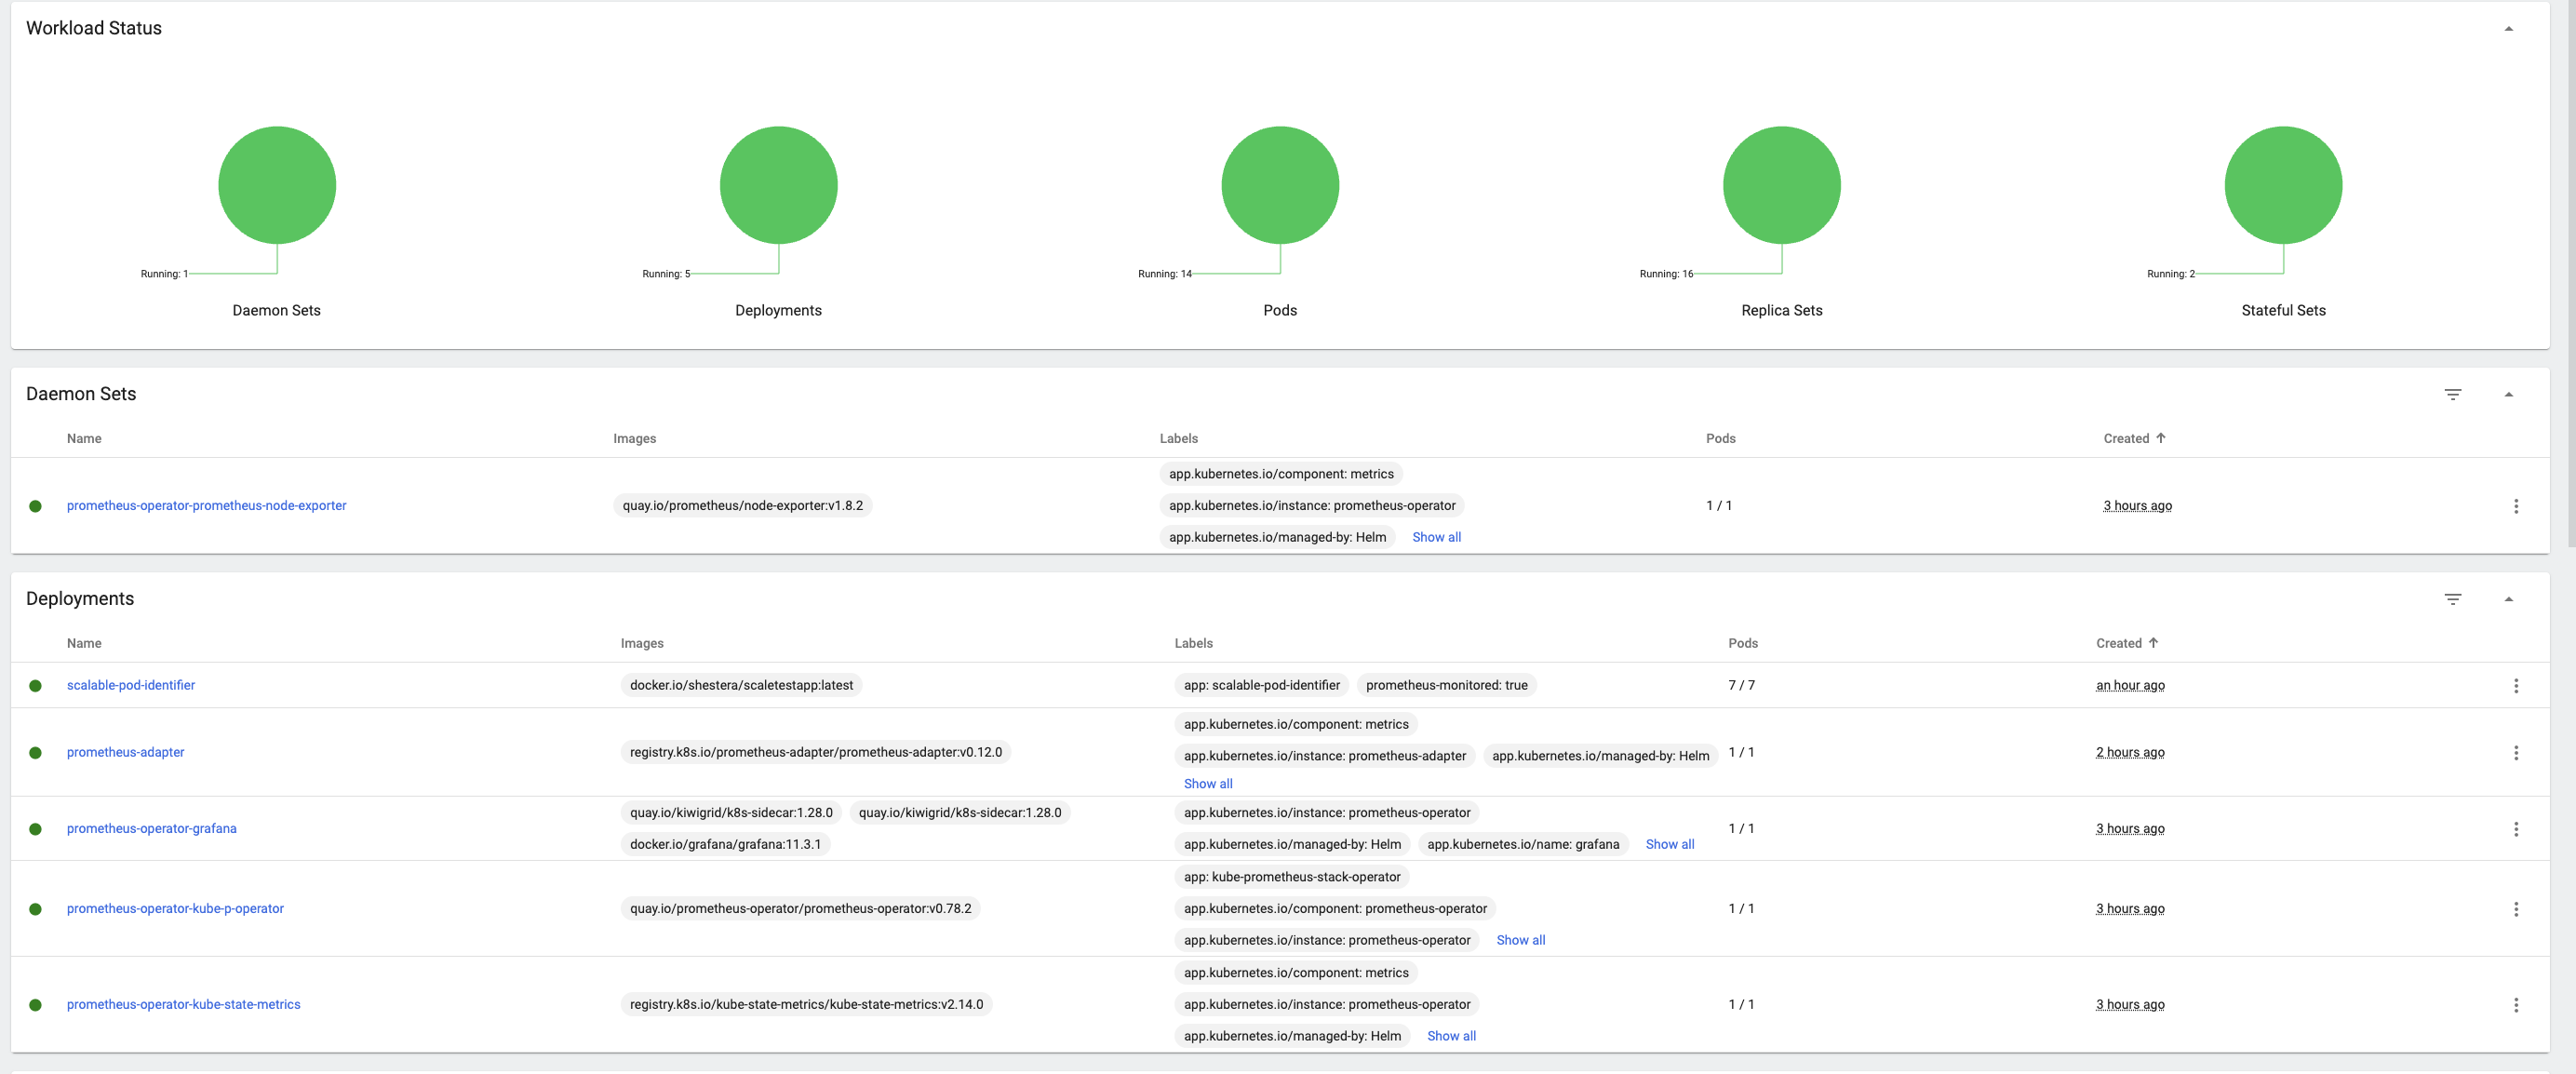 Workload Status
Running: 1
Running: 5
Running: 14
Running: 16
Running: 2
Daemon Sets
Deployments
Pods
Replica Sets
Stateful Sets
Daemon Sets
Name Images Labels Pods Created
prometheus-operator-prometheus-node-exporter
quay.io/prometheus/node-exporter:v1.8.2
app.kubernetes.io/component: metrics
app.kubernetes.io/instance: prometheus-operator
app.kubernetes.io/managed-by: Helm Show all
1 / 1
3 hours ago
Deployments
Name Images Labels Pods Created
scalable-pod-identifier
docker.io/shestera/scaletestapp:latest
app: scalable-pod-identifier prometheus-monitored: true
7 / 7
an hour ago
prometheus-adapter
registry.k8s.io/prometheus-adapter/prometheus-adapter:v0.12.0
app.kubernetes.io/component: metrics
app.kubernetes.io/instance: prometheus-adapter app.kubernetes.io/managed-by: Helm
Show all
1 / 1
2 hours ago
prometheus-operator-grafana
quay.io/kiwigrid/k8s-sidecar:1.28.0 quay.io/kiwigrid/k8s-sidecar:1.28.0
docker.io/grafana/grafana:11.3.1
app.kubernetes.io/instance: prometheus-operator
app.kubernetes.io/managed-by: Helm app.kubernetes.io/name: grafana Show all
1 / 1
3 hours ago
prometheus-operator-kube-p-operator
quay.io/prometheus-operator/prometheus-operator:v0.78.2
app: kube-prometheus-stack-operator
app.kubernetes.io/component: prometheus-operator
app.kubernetes.io/instance: prometheus-operator Show all
1 / 1
3 hours ago
prometheus-operator-kube-state-metrics
registry.k8s.io/kube-state-metrics/kube-state-metrics:v2.14.0
app.kubernetes.io/component: metrics
app.kubernetes.io/instance: prometheus-operator
app.kubernetes.io/managed-by: Helm Show all
1 / 1
3 hours ago